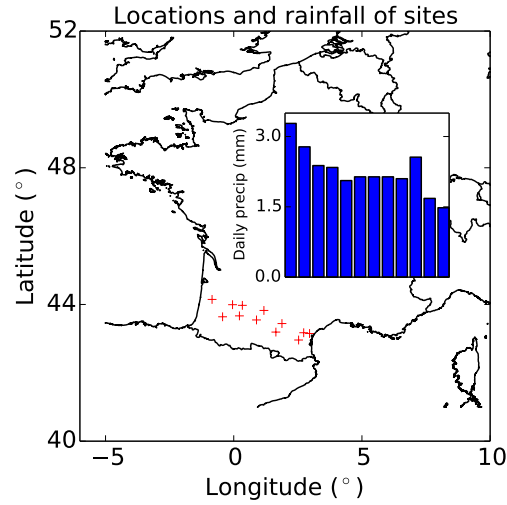 Locations and rainfall of sites
52
48
44
40
Latitude (°)
3.0
1.5
0.0
Daily precip (mm)
−5
0
5
10
Longitude (°)